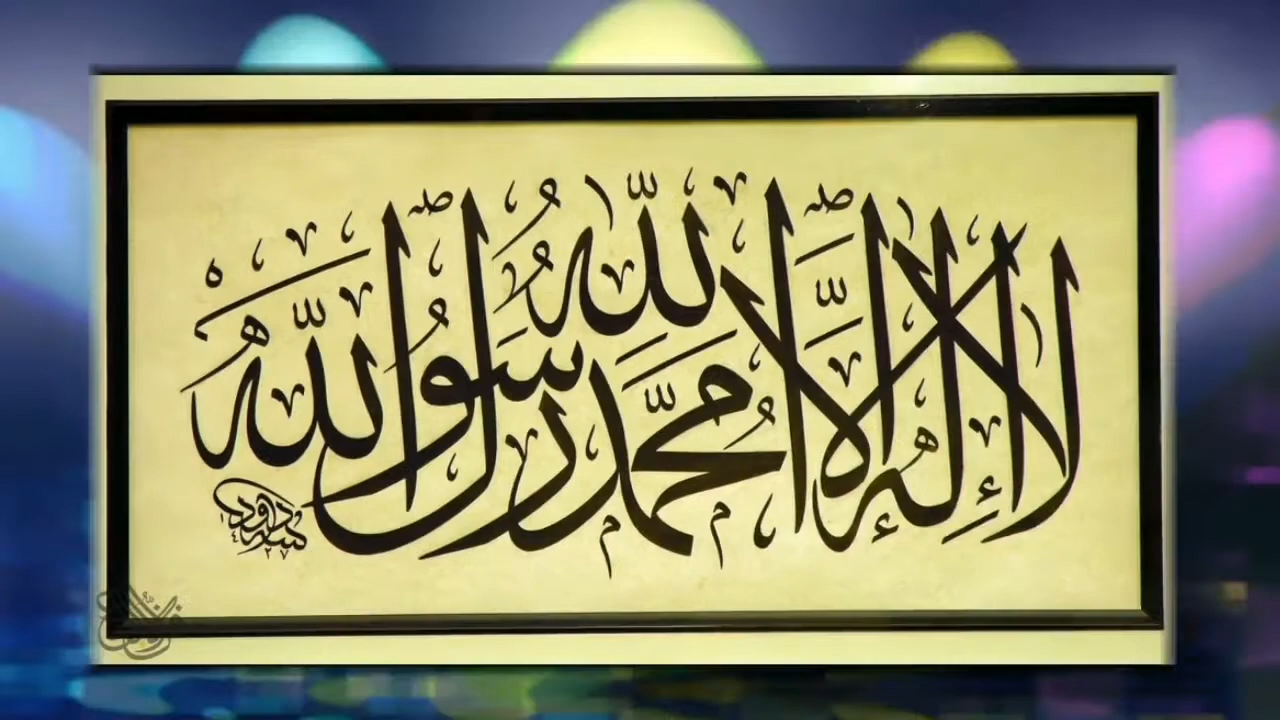 لا إله إلا الله محمد رسول الله